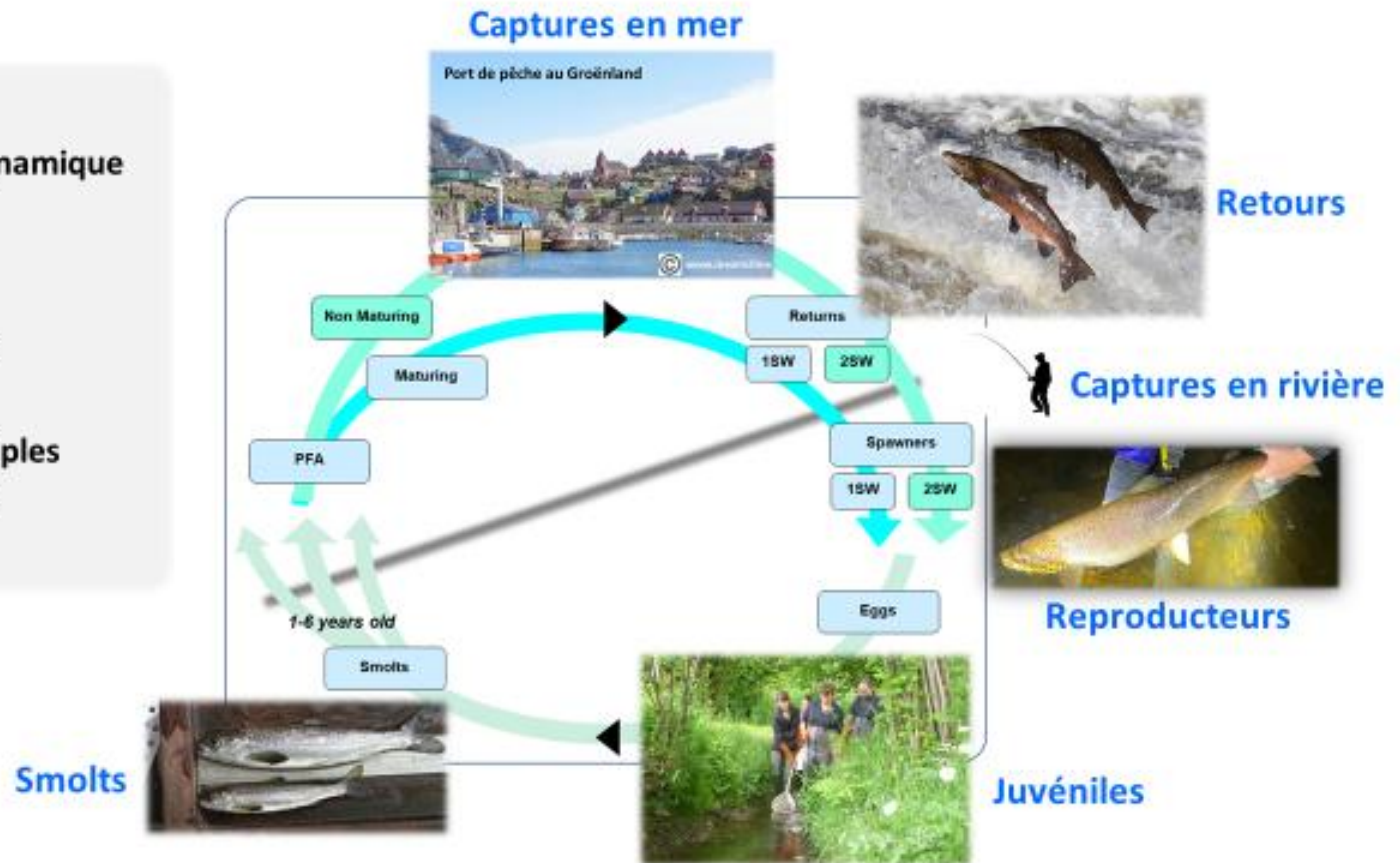 Captures en mer
Port de pêche au Groënland
namique
Retours
Non Maturing
Returns
1SW 2SW
Maturing
Captures en rivière
ples
PFA
Spawners
1SW 2SW
Eggs
Reproducteurs
1-6 years old
Smolts
Smolts
Juvéniles